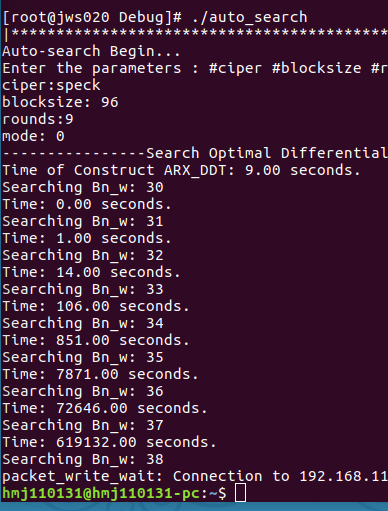 [root@jws020 Debug]# ./auto_search
|******************************************
Auto-search Begin...
Enter the parameters : #ciper #blocksize #r
ciper:speck
blocksize: 96
rounds:9
mode: 0
----------------Search Optimal Differential
Time of Construct ARX_DDT: 9.00 seconds.
Searching Bn_w: 30
Time: 0.00 seconds.
Searching Bn_w: 31
Time: 1.00 seconds.
Searching Bn_w: 32
Time: 14.00 seconds.
Searching Bn_w: 33
Time: 106.00 seconds.
Searching Bn_w: 34
Time: 851.00 seconds.
Searching Bn_w: 35
Time: 7871.00 seconds.
Searching Bn_w: 36
Time: 72646.00 seconds.
Searching Bn_w: 37
Time: 619132.00 seconds.
Searching Bn_w: 38
packet_write_wait: Connection to 192.168.11
hmj110131@hmj110131-pc:~$